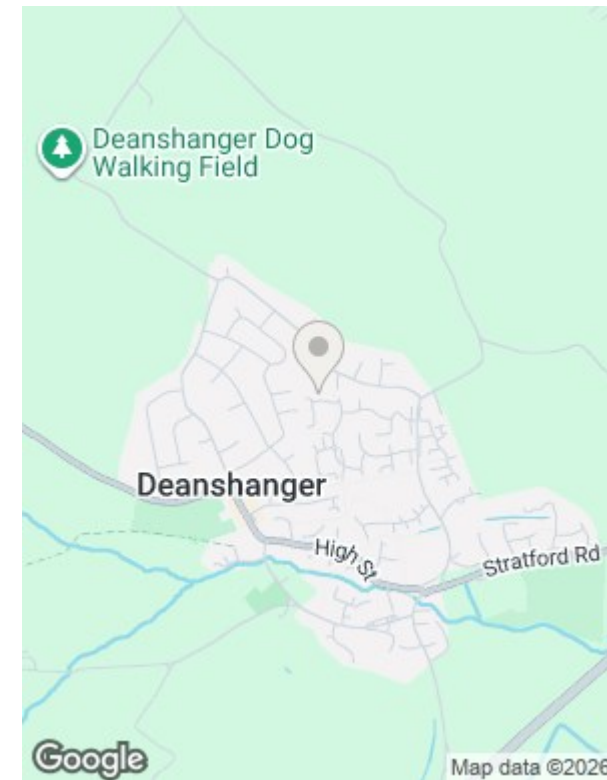 Deanshanger Dog
Walking Field
Deanshanger
High St
Stratford Rd
Google
Map data ©2026